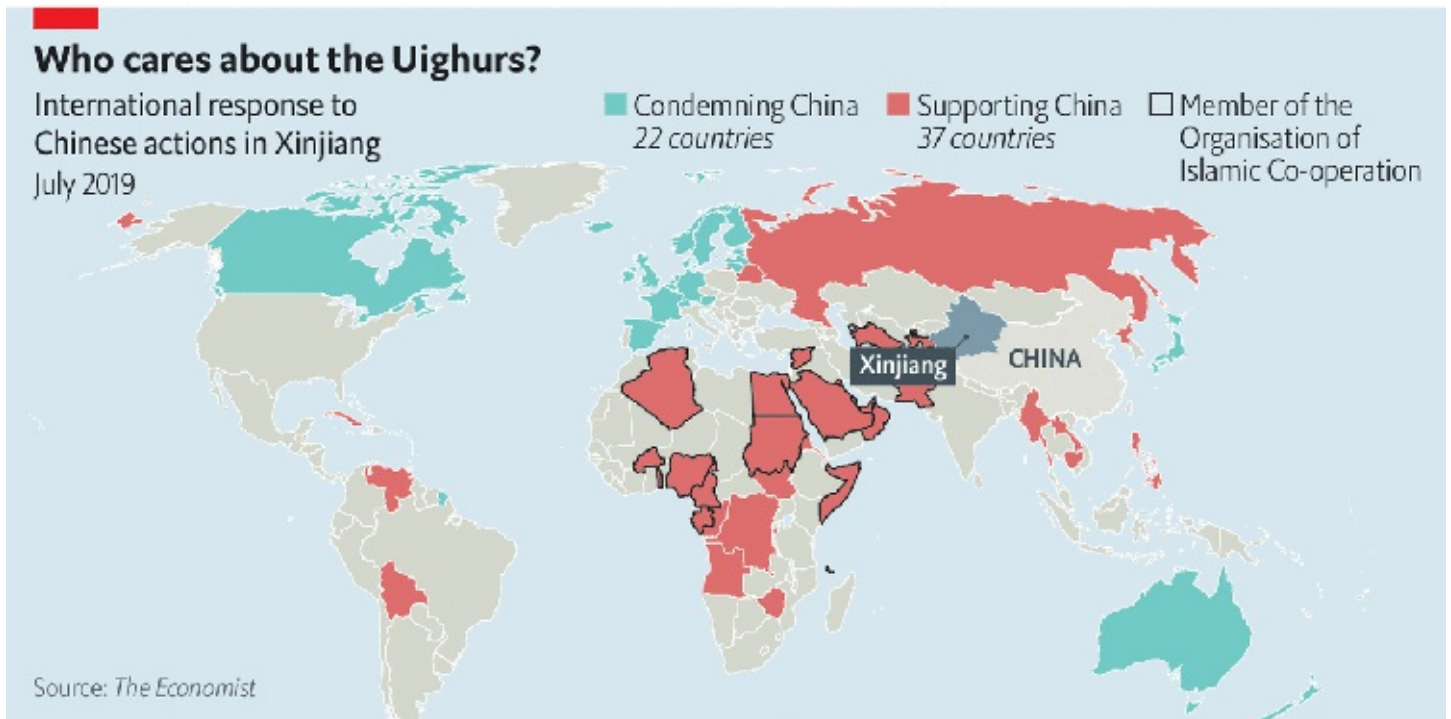 Who cares about the Uighurs?
International response to
Chinese actions in Xinjiang
July 2019
Condemning China
22 countries
Supporting China
37 countries
Member of the
Organisation of
Islamic Co-operation
Xinjiang
CHINA
Source: The Economist